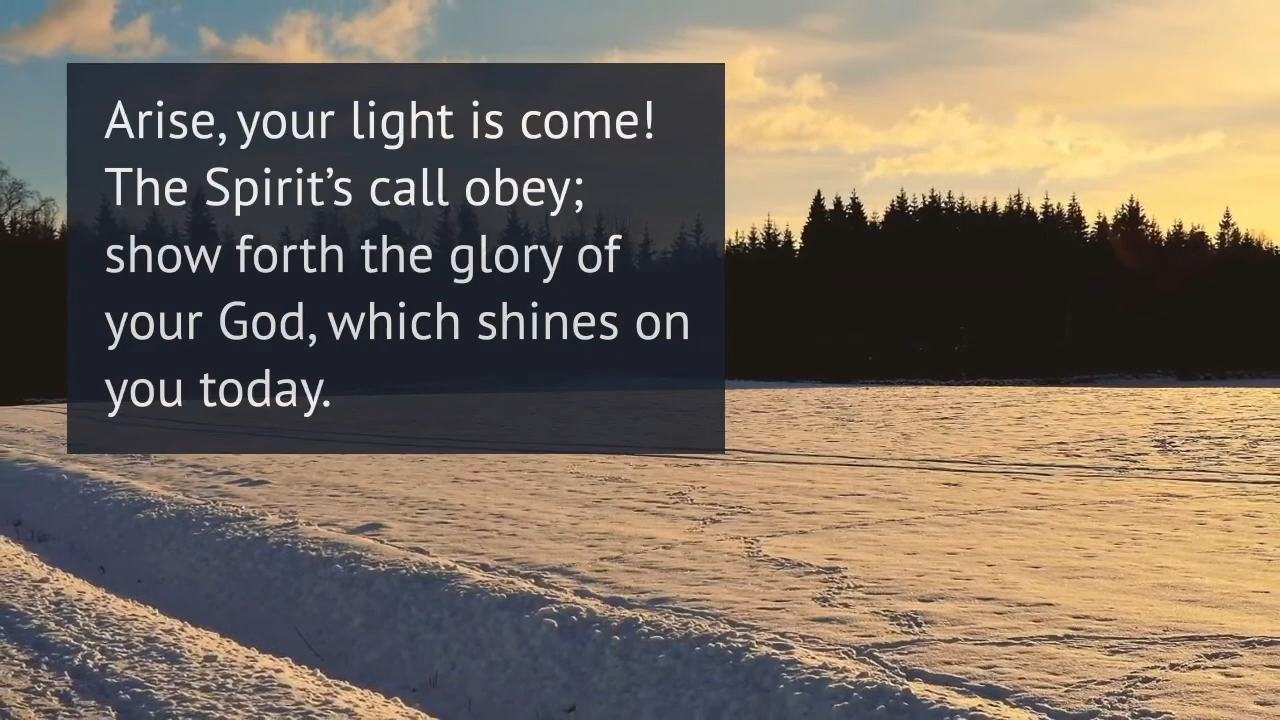 Arise, your light is come!
The Spirit’s call obey;
show forth the glory of
your God, which shines on
you today.